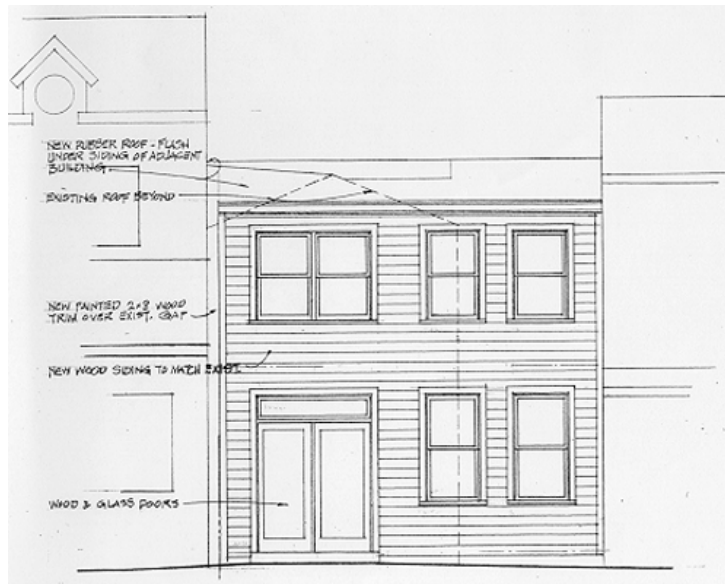 NEW RUBBER ROOF - FLASH
UNDER SIDING OF ADJACENT
BUILDING
EXISTING ROOF BEYOND
NEW PAINTED 2x8 WOOD
TRIM OVER EXIST. GAP
NEW WOOD SIDING TO MATCH EXIST.
WOOD & GLASS DOORS